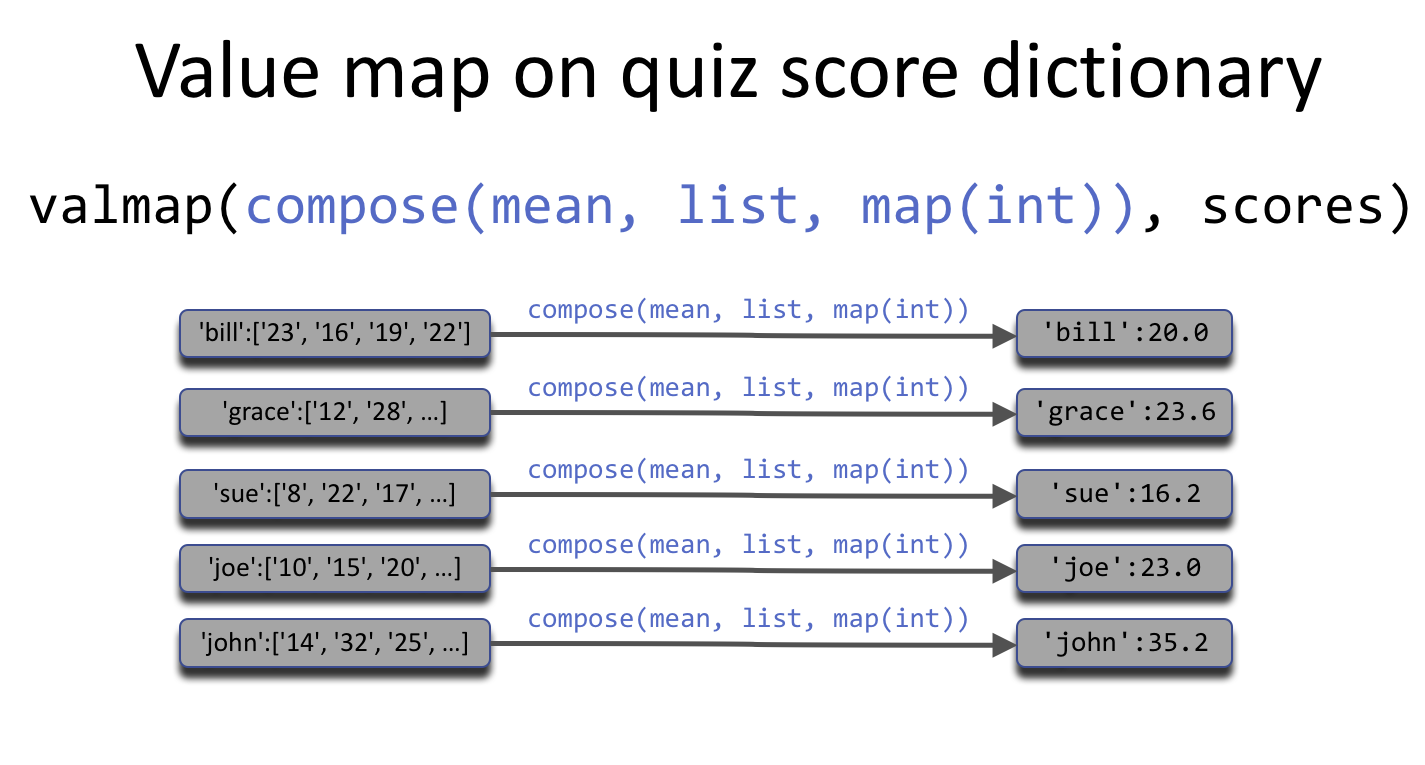 Value map on quiz score dictionary
valmap(compose(mean, list, map(int)), scores)
'bill':['23', '16', '19', '22']
compose(mean, list, map(int))
'bill':20.0
'grace':['12', '28', ...]
compose(mean, list, map(int))
'grace':23.6
'sue':['8', '22', '17', ...]
compose(mean, list, map(int))
'sue':16.2
'joe':['10', '15', '20', ...]
compose(mean, list, map(int))
'joe':23.0
'john':['14', '32', '25', ...]
compose(mean, list, map(int))
'john':35.2